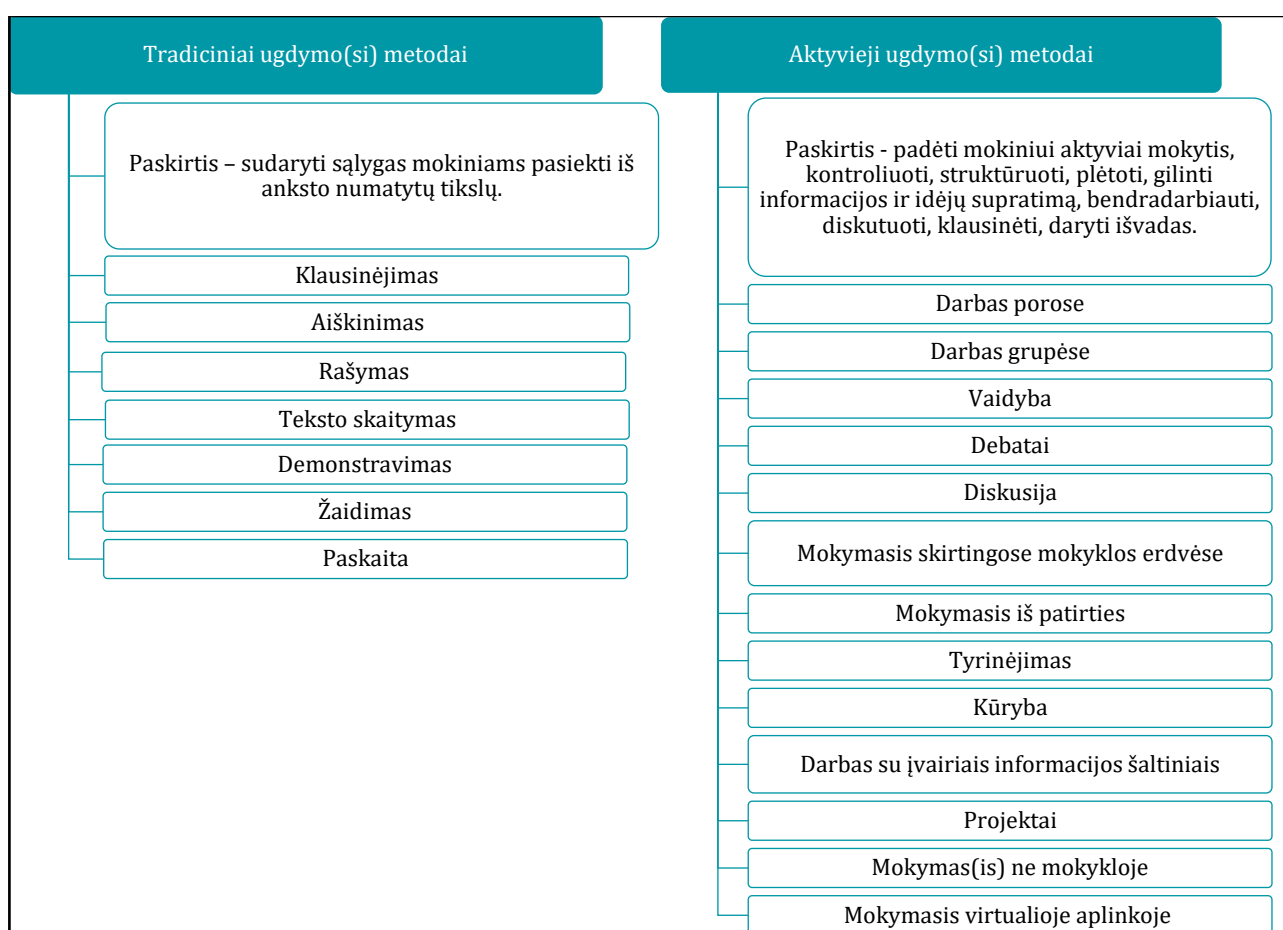 Tradiciniai ugdymo(si) metodai
Paskirtis – sudaryti sąlygas mokiniams pasiekti iš
anksto numatytų tikslų.
Klausinėjimas
Aiškinimas
Rašymas
Teksto skaitymas
Demonstravimas
Žaidimas
Paskaita
Aktyvieji ugdymo(si) metodai
Paskirtis - padėti mokiniui aktyviai mokytis,
kontroliuoti, struktūruoti, plėtoti, gilinti
informacijos ir idėjų supratimą, bendradarbiauti,
diskutuoti, klausinėti, daryti išvadas.
Darbas porose
Darbas grupėse
Vaidyba
Debatai
Diskusija
Mokymasis skirtingose mokyklos erdvėse
Mokymasis iš patirties
Tyrinėjimas
Kūryba
Darbas su įvairiais informacijos šaltiniais
Projektai
Mokymas(is) ne mokykloje
Mokymasis virtualioje aplinkoje